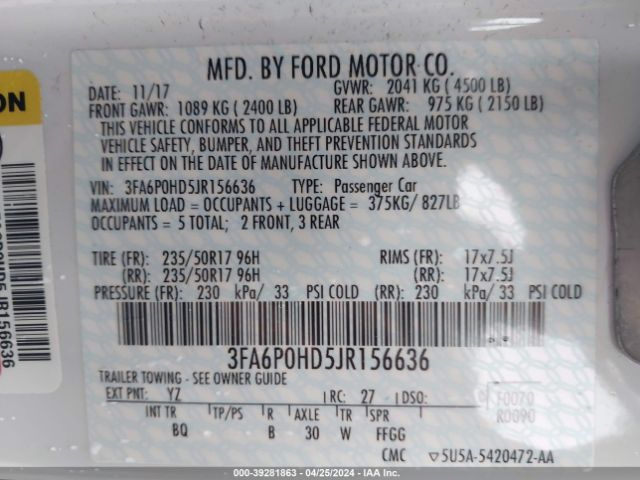 MFD. BY FORD MOTOR CO.
DATE: 11/17 GVWR: 2041 KG ( 4500 LB)
FRONT GAWR: 1089 KG ( 2400 LB) REAR GAWR: 975 KG ( 2150 LB)
THIS VEHICLE CONFORMS TO ALL APPLICABLE FEDERAL MOTOR
VEHICLE SAFETY, BUMPER, AND THEFT PREVENTION STANDARDS
IN EFFECT ON THE DATE OF MANUFACTURE SHOWN ABOVE.
VIN: 3FA6P0HD5JR156636 TYPE: Passenger Car
MAXIMUM LOAD = OCCUPANTS + LUGGAGE = 375KG/ 827LB
OCCUPANTS = 5 TOTAL; 2 FRONT, 3 REAR
TIRE (FR): 235/50R17 96H RIMS (FR): 17x7.5J
(RR): 235/50R17 96H (RR): 17x7.5J
PRESSURE (FR): 230 kPa/ 33 PSI COLD (RR): 230 kPa/ 33 PSI COLD
3FA6P0HD5JR156636
TRAILER TOWING - SEE OWNER GUIDE
EXT PNT: YZ RC: 27 DSO: F0070
R0090
INT TR TP/PS R AXLE TR SPR
BQ B 30 W FFGG
CMC ▽5U5A-5420472-AA
ON
JR156636
000-39281863 - 04/25/2024 - IAA Inc.